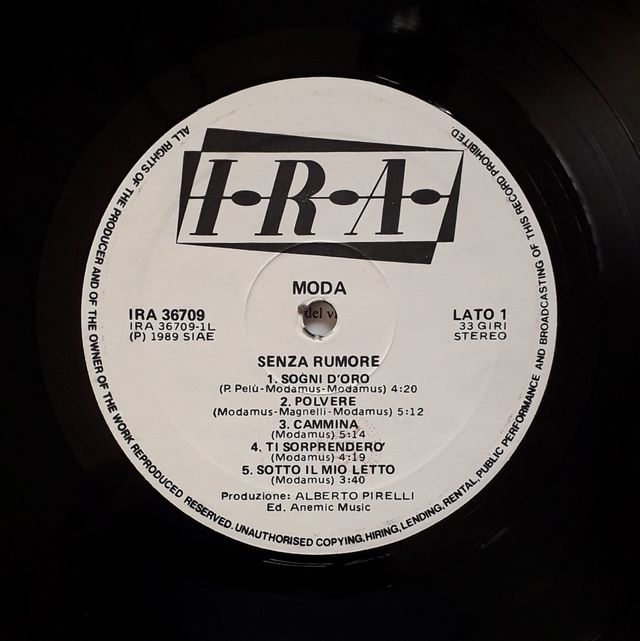 I·R·A·
MODA
del v
IRA 36709
IRA 36709-1L
(P) 1989 SIAE
LATO 1
33 GIRI
STEREO
SENZA RUMORE
1. SOGNI D'ORO
(P. Pelù-Modamus-Modamus) 4:20
2. POLVERE
(Modamus-Magnelli-Modamus) 5:12
3. CAMMINA
(Modamus) 5:14
4. TI SORPRENDERO'
(Modamus) 4:19
5. SOTTO IL MIO LETTO
(Modamus) 3:40
Produzione: ALBERTO PIRELLI
Ed. Anemic Music
ALL RIGHTS OF THE PRODUCER AND OF THE OWNER OF THE WORK REPRODUCED RESERVED. UNAUTHORISED COPYING, HIRING, LENDING, RENTAL, PUBLIC PERFORMANCE AND BROADCASTING OF THIS RECORD PROHIBITED.